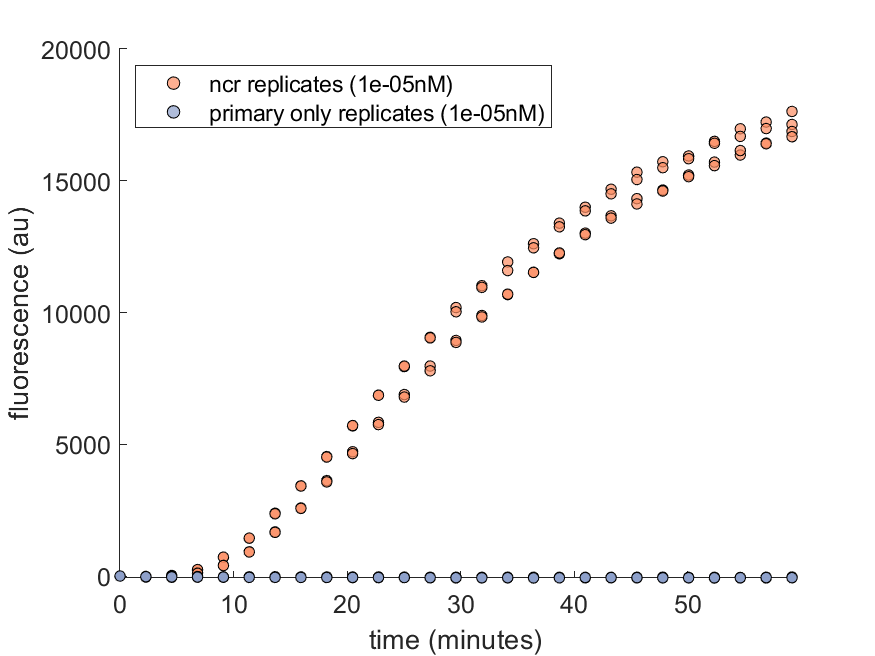 20000
ncr replicates (1e-05nM)
primary only replicates (1e-05nM)
15000
10000
5000
0
fluorescence (au)
0 10 20 30 40 50
time (minutes)